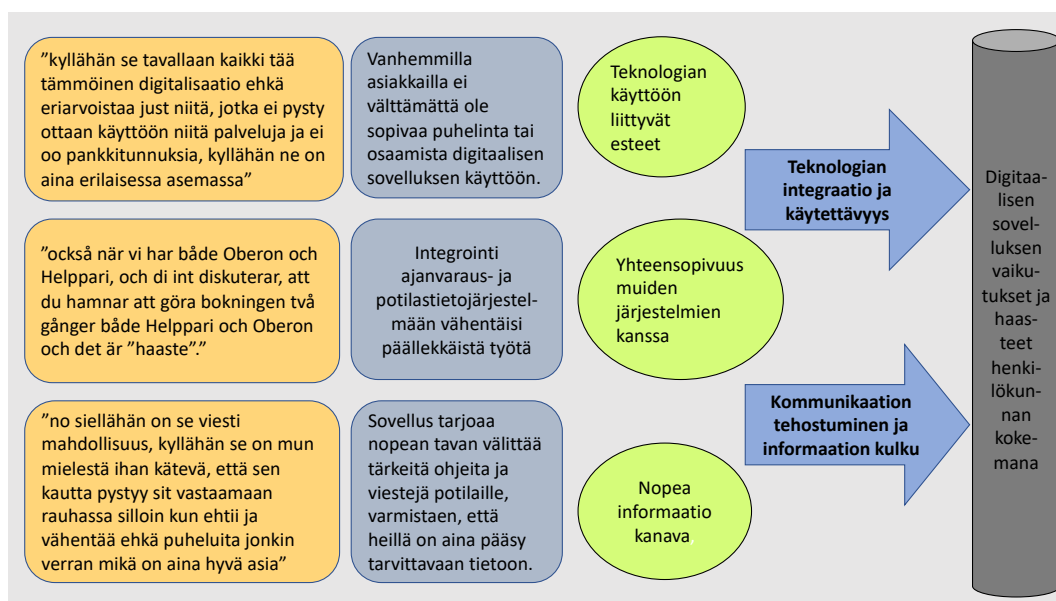 ”kyllähän se tavallaan kaikki tää
tämmöinen digitalisaatio ehkä
eriarvoistaa just niitä, jotka ei pysty
ottaan käyttöön niitä palveluja ja ei
oo pankkitunnuksia, kyllähän ne on
aina erilaisessa asemassa”
Vanhemmilla
asiakkailla ei
välttämättä ole
sopivaa puhelinta tai
osaamista digitaalisen
sovelluksen käyttöön.
Teknologian
käyttöön
liittyvät
esteet
Teknologian
integraatio ja
käytettävyys
”också när vi har både Oberon och
Helppari, och di int diskuterar, att
du hamnar att göra bokningen två
gånger både Helppari och Oberon
och det är ”haaste”.”
Integrointi
ajanvaraus- ja
potilastietojärjestel-
mään vähentäisi
päällekkäistä työtä
Yhteensopivuus
muiden
järjestelmien
kanssa
”no siellähän on se viesti
mahdollisuus, kyllähän se on mun
mielestä ihan kätevä, että sen
kautta pystyy sit vastaamaan
rauhassa silloin kun ehtii ja
vähentää ehkä puheluita jonkin
verran mikä on aina hyvä asia”
Sovellus tarjoaa
nopean tavan välittää
tärkeitä ohjeita ja
viestejä potilaille,
varmistaen, että
heillä on aina pääsy
tarvittavaan tietoon.
Nopea
informaatio
kanava.
Kommunikaation
tehostuminen ja
informaation kulku
Digitaa-
lisen
sovel-
luksen
vaiku-
tukset ja
haas-
teet
henki-
lökun-
nan
koke-
mana